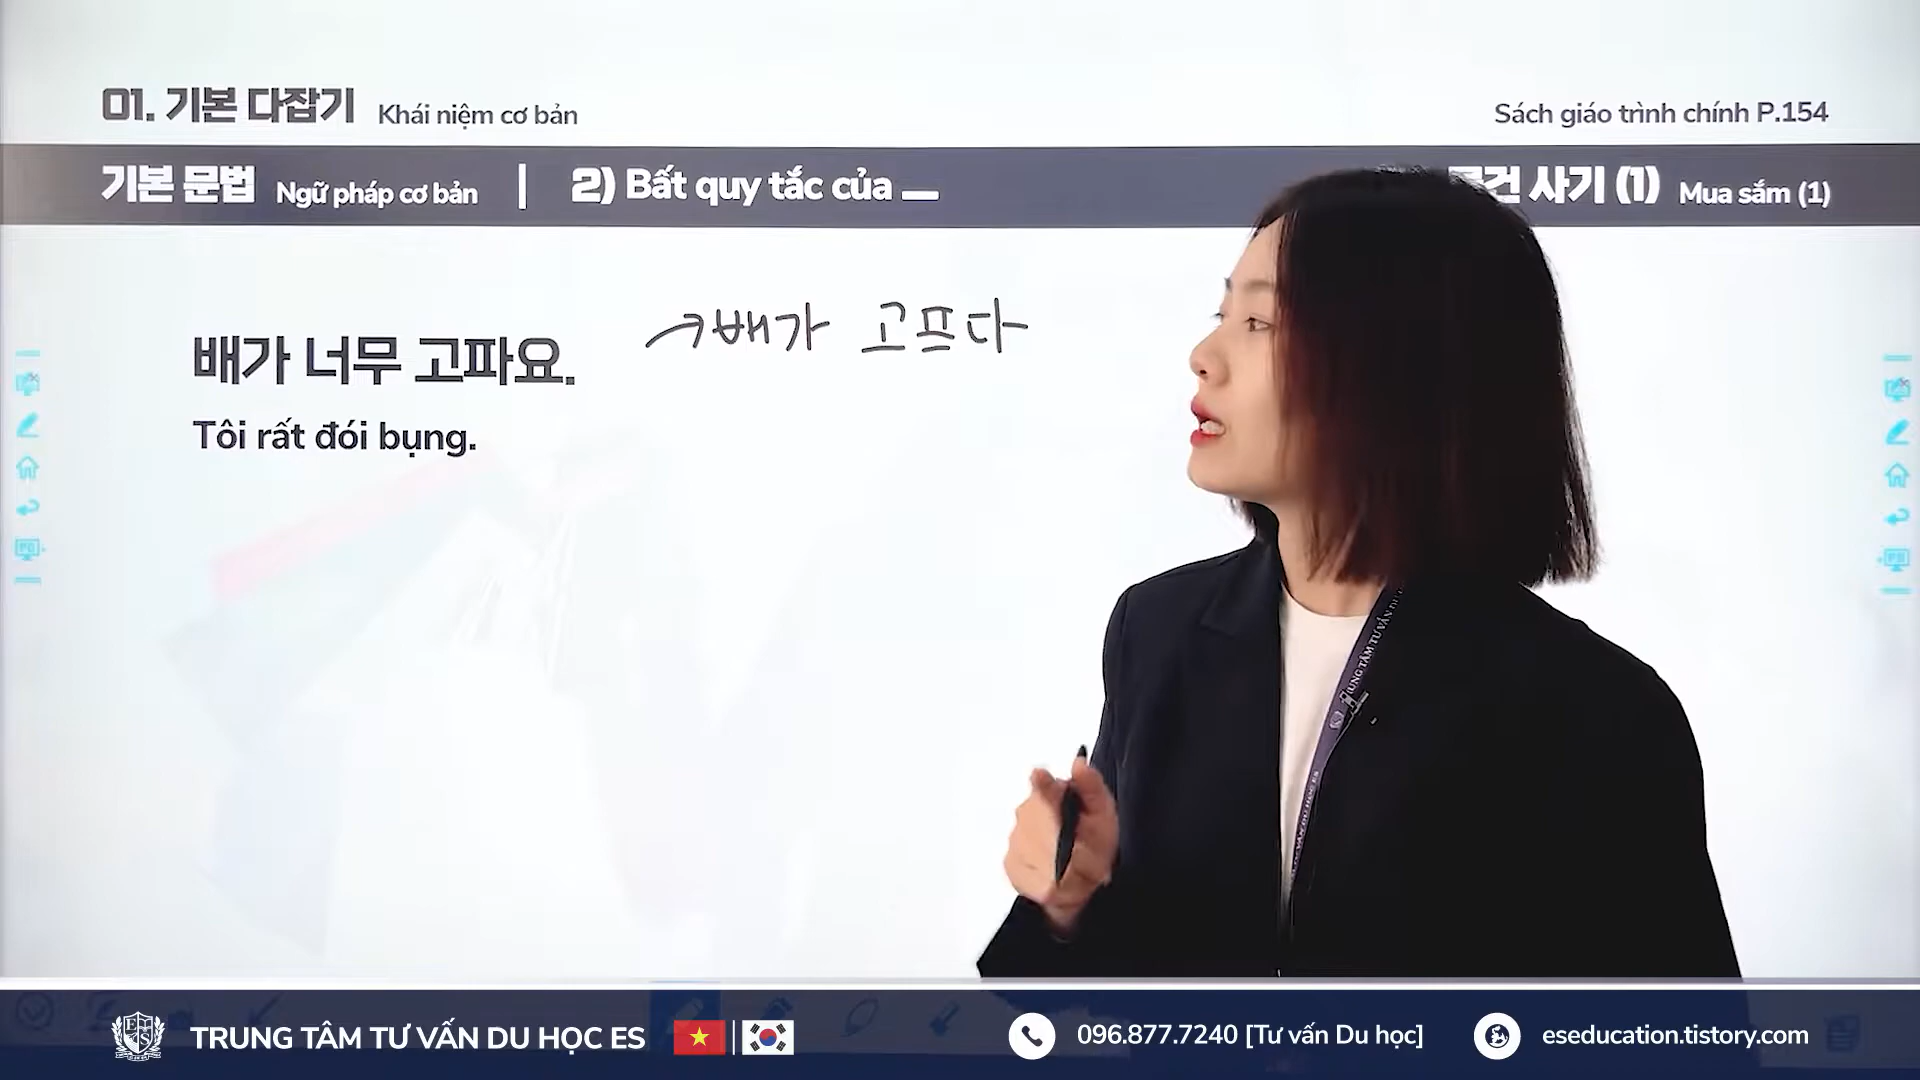 01. 기본 다잡기 Khái niệm cơ bản
Sách giáo trình chính P.154
기본 문법 Ngữ pháp cơ bản | 2) Bất quy tắc của ㅡ
사기 (1) Mua sắm (1)
배가 너무 고파요.
→배가 고프다
Tôi rất đói bụng.
TRUNG TÂM TƯ VẤN DU HỌC ES
096.877.7240 [Tư vấn Du học]
eseducation.tistory.com